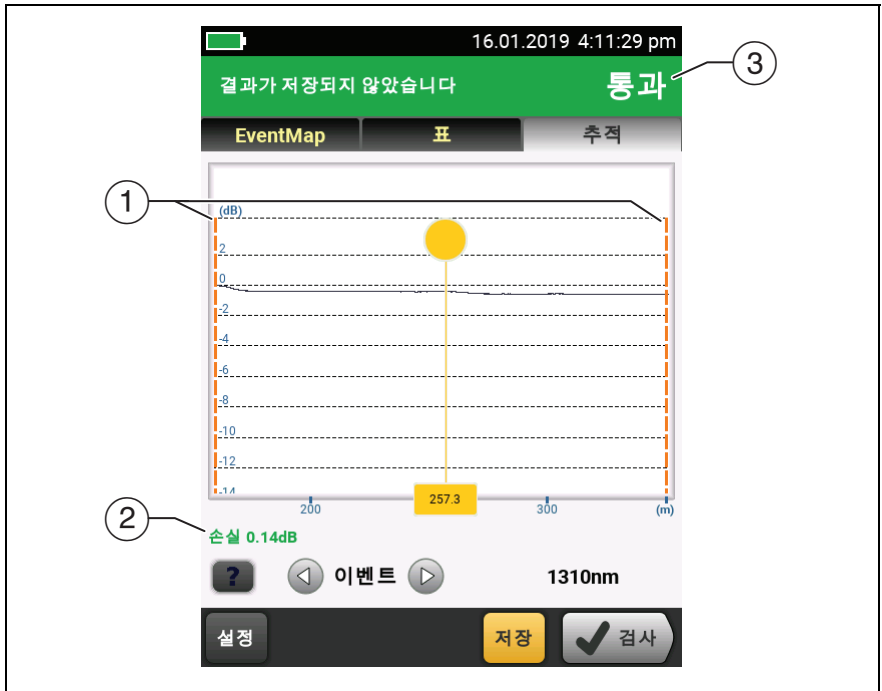 16.01.2019 4:11:29 pm
결과가 저장되지 않았습니다 통과
3
EventMap 표 추적
1
(dB)
2
0
-2
-4
-6
-8
-10
-12
-14
200 257.3 300 (m)
2
손실 0.14dB
? 이벤트 1310nm
설정 저장 검사